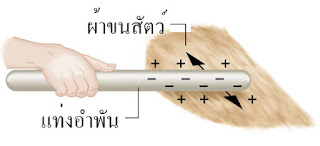 ผ้าขนสัตว์
+ + +
– – – – – –
+ + + +
แท่งอำพัน